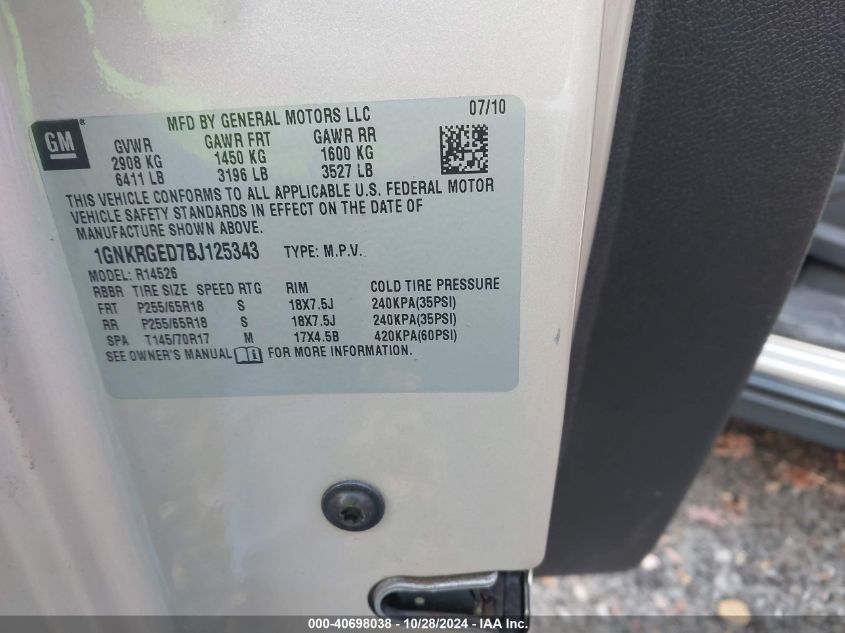 MFD BY GENERAL MOTORS LLC 07/10
GM ®
GVWR GAWR FRT GAWR RR
2908 KG 1450 KG 1600 KG
6411 LB 3196 LB 3527 LB
THIS VEHICLE CONFORMS TO ALL APPLICABLE U.S. FEDERAL MOTOR
VEHICLE SAFETY STANDARDS IN EFFECT ON THE DATE OF
MANUFACTURE SHOWN ABOVE.
1GNKRGED7BJ125343 TYPE: M.P.V.
MODEL: R14526
RBBR TIRE SIZE SPEED RTG RIM COLD TIRE PRESSURE
FRT P255/65R18 S 18X7.5J 240KPA(35PSI)
RR P255/65R18 S 18X7.5J 240KPA(35PSI)
SPA T145/70R17 M 17X4.5B 420KPA(60PSI)
SEE OWNER'S MANUAL FOR MORE INFORMATION.
000-40698038 - 10/28/2024 - IAA Inc.